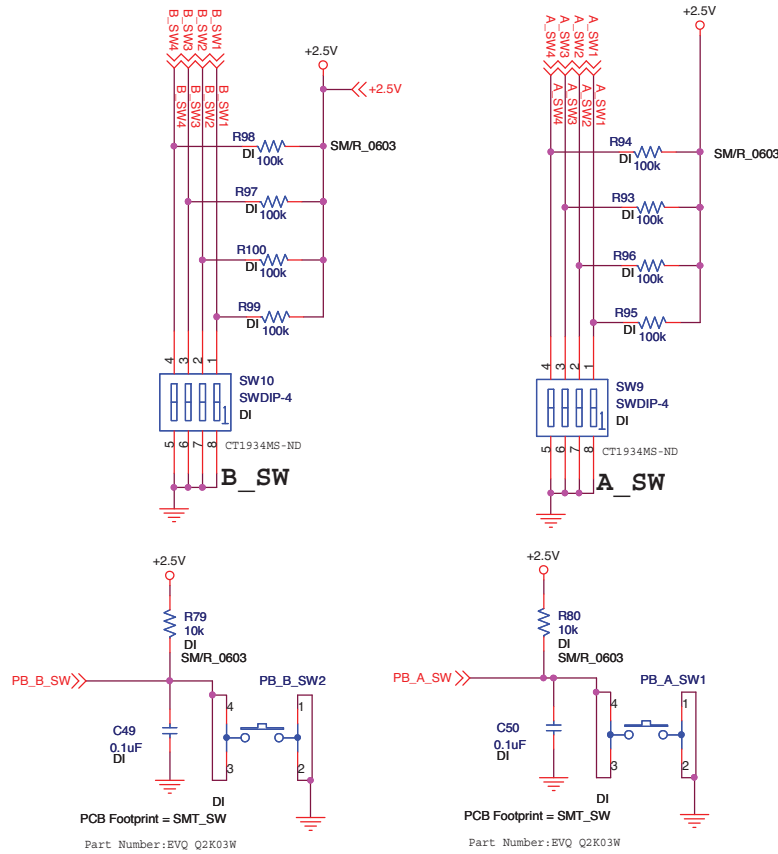 B_SW4
B_SW3
B_SW2
B_SW1
+2.5V
B_SW4
B_SW3
B_SW2
B_SW1
+2.5V
R98
DI
100k
SM/R_0603
R97
DI
100k
R100
DI
100k
R99
DI
100k
4
3
2
1
SW10
SWDIP-4
DI
1
5
6
7
8
CT1934MS-ND
B_SW
A_SW4
A_SW3
A_SW2
A_SW1
+2.5V
A_SW4
A_SW3
A_SW2
A_SW1
R94
DI
100k
SM/R_0603
R93
DI
100k
R96
DI
100k
R95
DI
100k
4
3
2
1
SW9
SWDIP-4
DI
1
5
6
7
8
CT1934MS-ND
A_SW
+2.5V
R79
10k
DI
SM/R_0603
PB_B_SW
PB_B_SW2
4
1
C49
0.1uF
DI
3
2
DI
PCB Footprint = SMT_SW
Part Number:EVQ Q2K03W
+2.5V
R80
10k
DI
SM/R_0603
PB_A_SW
PB_A_SW1
4
1
C50
0.1uF
DI
3
2
DI
PCB Footprint = SMT_SW
Part Number:EVQ Q2K03W